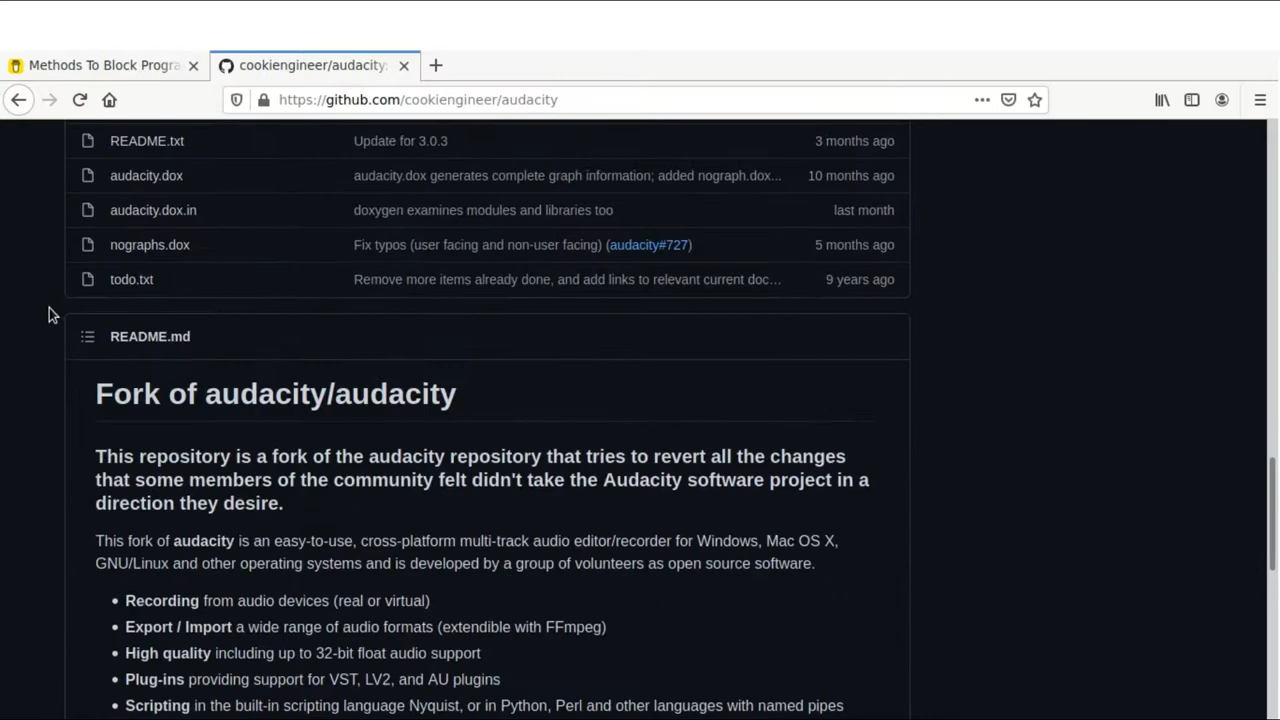 Methods To Block Progra
cookiengineer/audacity:
https://github.com/cookiengineer/audacity
README.txt Update for 3.0.3 3 months ago
audacity.dox audacity.dox generates complete graph information; added nograph.dox... 10 months ago
audacity.dox.in doxygen examines modules and libraries too last month
nographs.dox Fix typos (user facing and non-user facing) (audacity#727) 5 months ago
todo.txt Remove more items already done, and add links to relevant current doc... 9 years ago
README.md
Fork of audacity/audacity
This repository is a fork of the audacity repository that tries to revert all the changes
that some members of the community felt didn't take the Audacity software project in a
direction they desire.
This fork of audacity is an easy-to-use, cross-platform multi-track audio editor/recorder for Windows, Mac OS X,
GNU/Linux and other operating systems and is developed by a group of volunteers as open source software.
• Recording from audio devices (real or virtual)
• Export / Import a wide range of audio formats (extendible with FFmpeg)
• High quality including up to 32-bit float audio support
• Plug-ins providing support for VST, LV2, and AU plugins
• Scripting in the built-in scripting language Nyquist, or in Python, Perl and other languages with named pipes